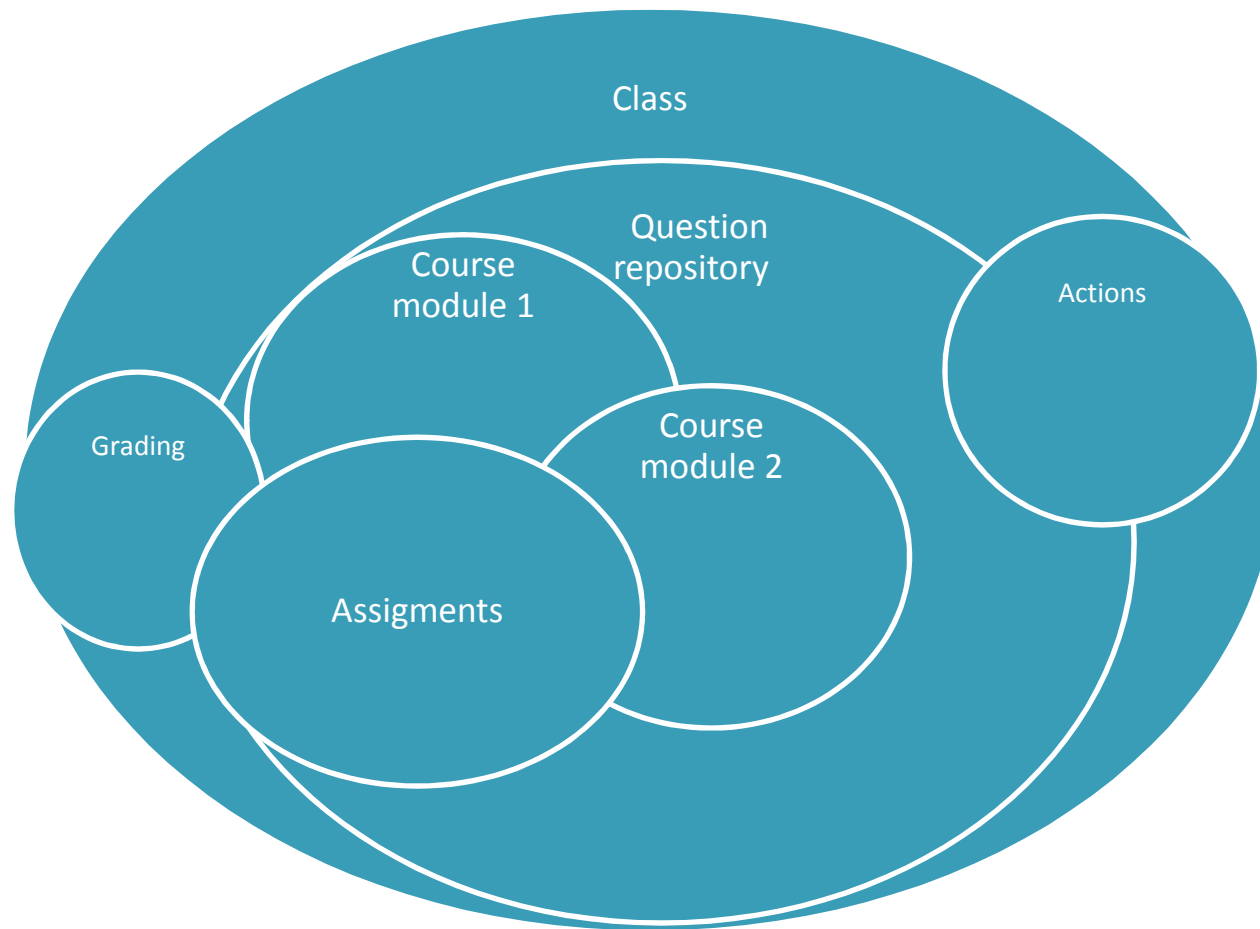 Class
Question
repository
Course
module 1
Actions
Grading
Course
module 2
Assigments